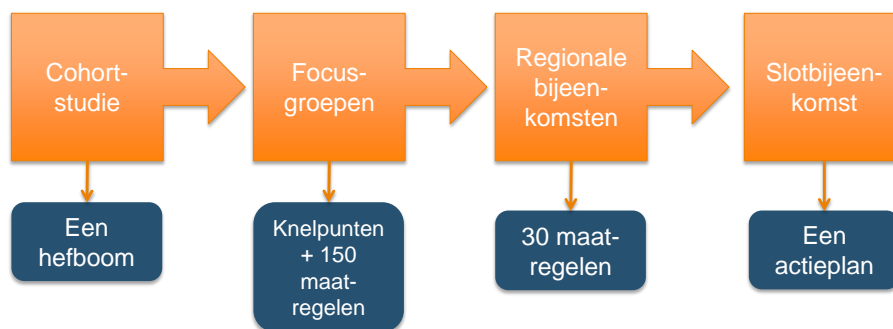 Cohort-
studie
Focus-
groepen
Regionale
bijeen-
komsten
Slotbijeen-
komst
Een
hefboom
Knelpunten
+ 150
maat-
regelen
30 maat-
regelen
Een
actieplan